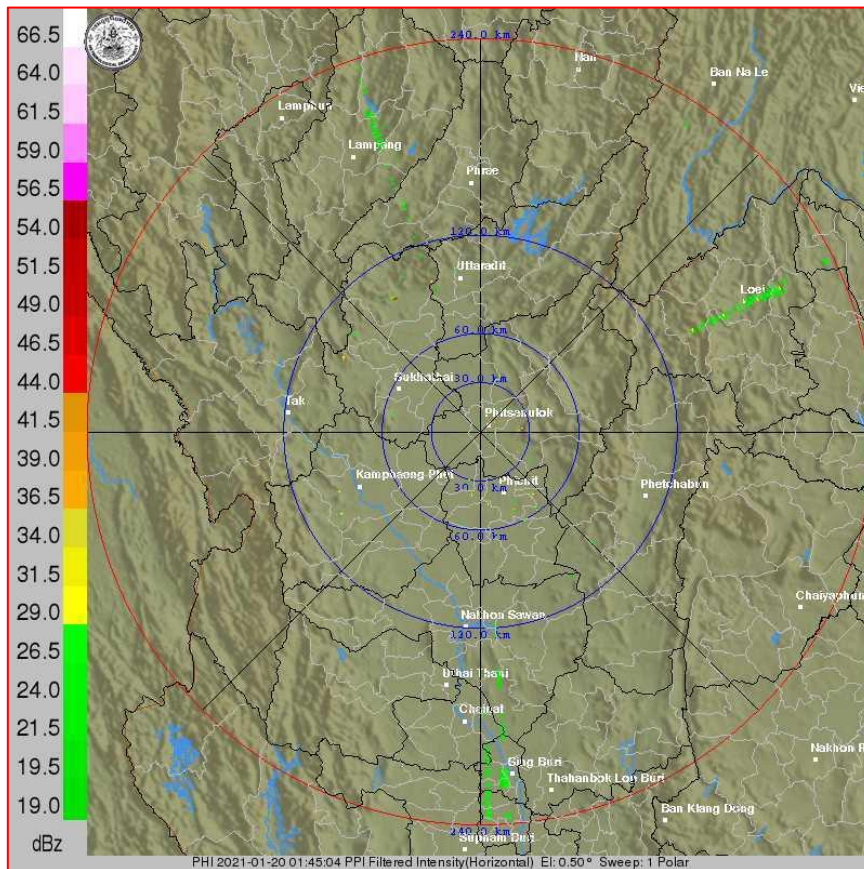 66.5
64.0
61.5
59.0
56.5
54.0
51.5
49.0
46.5
44.0
41.5
39.0
36.5
34.0
31.5
29.0
26.5
24.0
21.5
19.5
19.0
dBz
240.0 km
Nan
Ban Na Le
Vie
Lamphun
Lampang
Phree
120.0 km
Uttaradit
Loei
60.0 km
30.0 km
Sukhothai
Tak
Phitsanulok
Kamphaeng Phet
30.0 km
Phichit
Phetchabun
60.0 km
Nakhon Sawan
120.0 km
Chaiyaphum
Uthai Thani
Chainat
Sing Buri
Nakhon R
Thahanbok Lop Buri
Ban Klang Dong
240.0 km
Suphan Buri
PHI 2021-01-20 01:45:04 PPI Filtered Intensity(Horizontal) El: 0.50° Sweep: 1 Polar